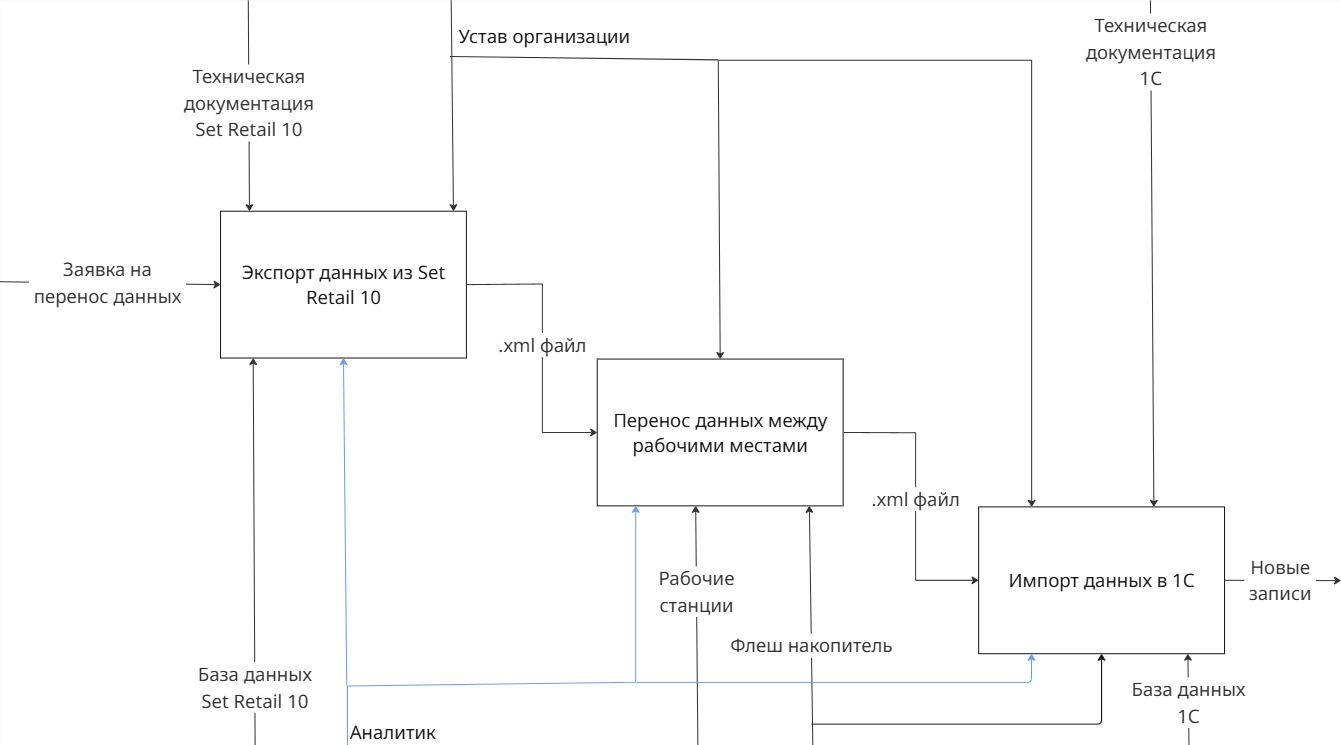 Устав организации
Техническая
документация
1С
Техническая
документация
Set Retail 10
Заявка на
перенос данных
Экспорт данных из Set
Retail 10
.xml файл
Перенос данных между
рабочими местами
.xml файл
Рабочие
станции
Импорт данных в 1С
Новые
записи
Флеш накопитель
База данных
Set Retail 10
База данных
1С
Аналитик